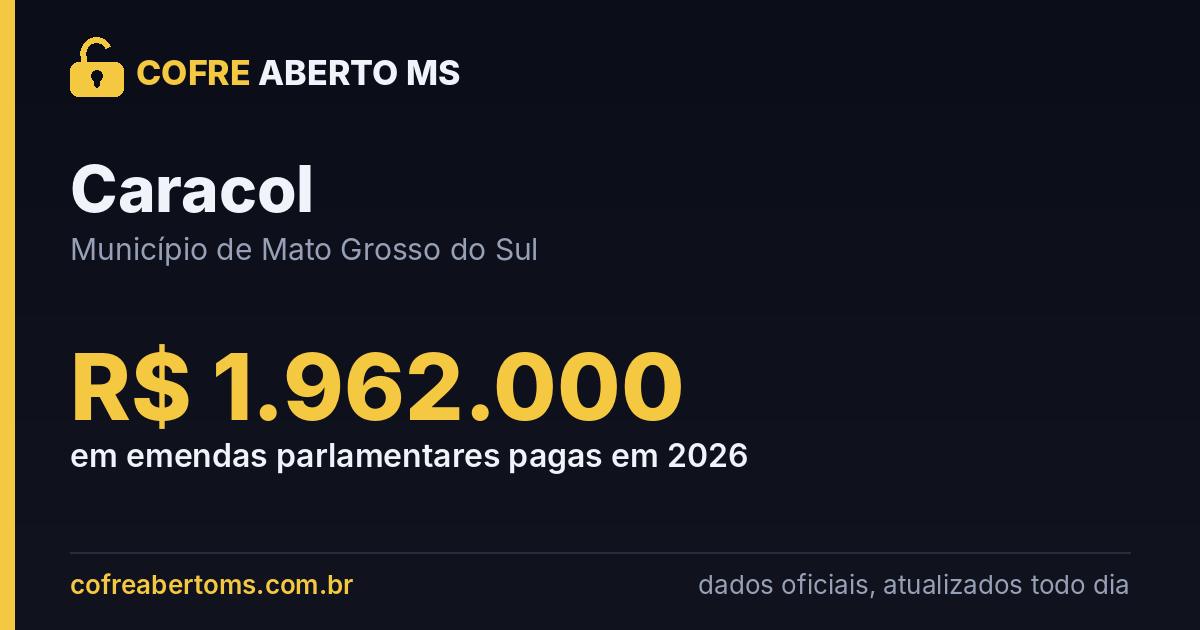 COFRE ABERTO MS
Caracol
Município de Mato Grosso do Sul
R$ 1.962.000
em emendas parlamentares pagas em 2026
cofreabertoms.com.br
dados oficiais, atualizados todo dia